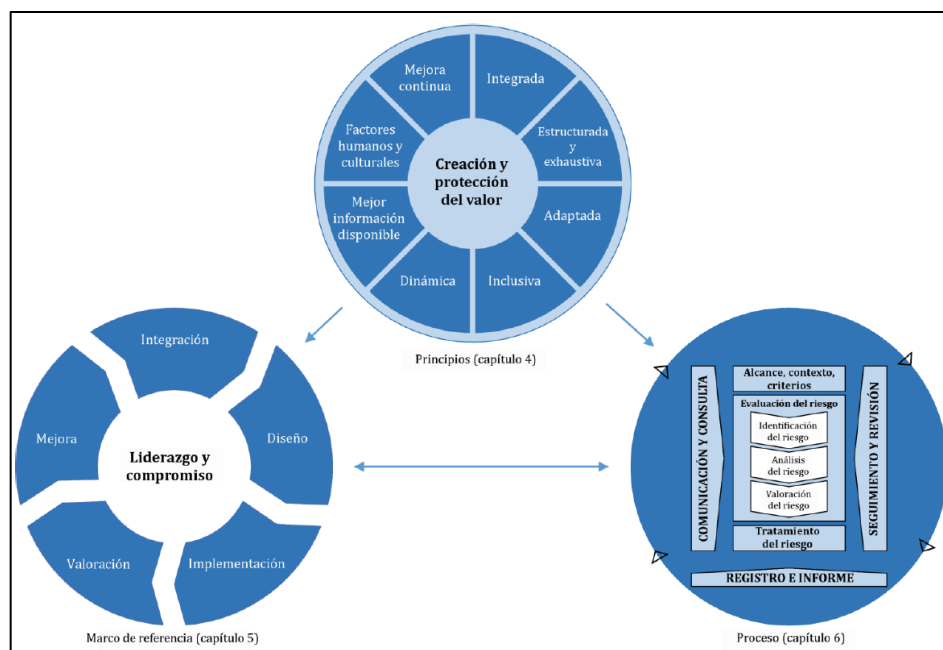 Mejora
continua
Integrada
Factores
humanos y
culturales
Estructurada
y
exhaustiva
Creación y
protección
del valor
Mejor
información
disponible
Adaptada
Dinámica
Inclusiva
Principios (capítulo 4)
Integración
Mejora
Diseño
Liderazgo y
compromiso
Valoración
Implementación
Marco de referencia (capítulo 5)
COMUNICACIÓN Y CONSULTA
Alcance, contexto,
criterios
Evaluación del riesgo
Identificación
del riesgo
Análisis
del riesgo
Valoración
del riesgo
Tratamiento
del riesgo
SEGUIMIENTO Y REVISIÓN
REGISTRO E INFORME
Proceso (capítulo 6)